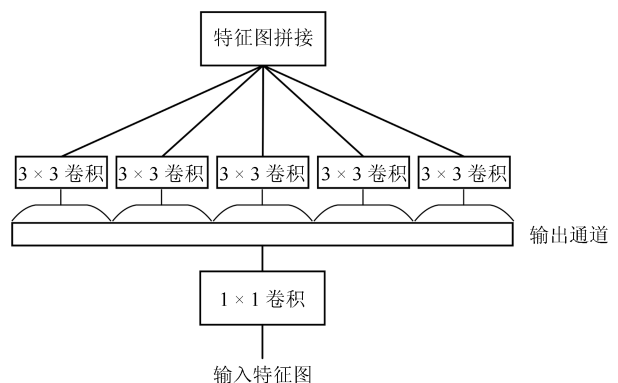 特征图拼接
3 × 3 卷积 3 × 3 卷积 3 × 3 卷积 3 × 3 卷积 3 × 3 卷积
输出通道
1 × 1 卷积
输入特征图